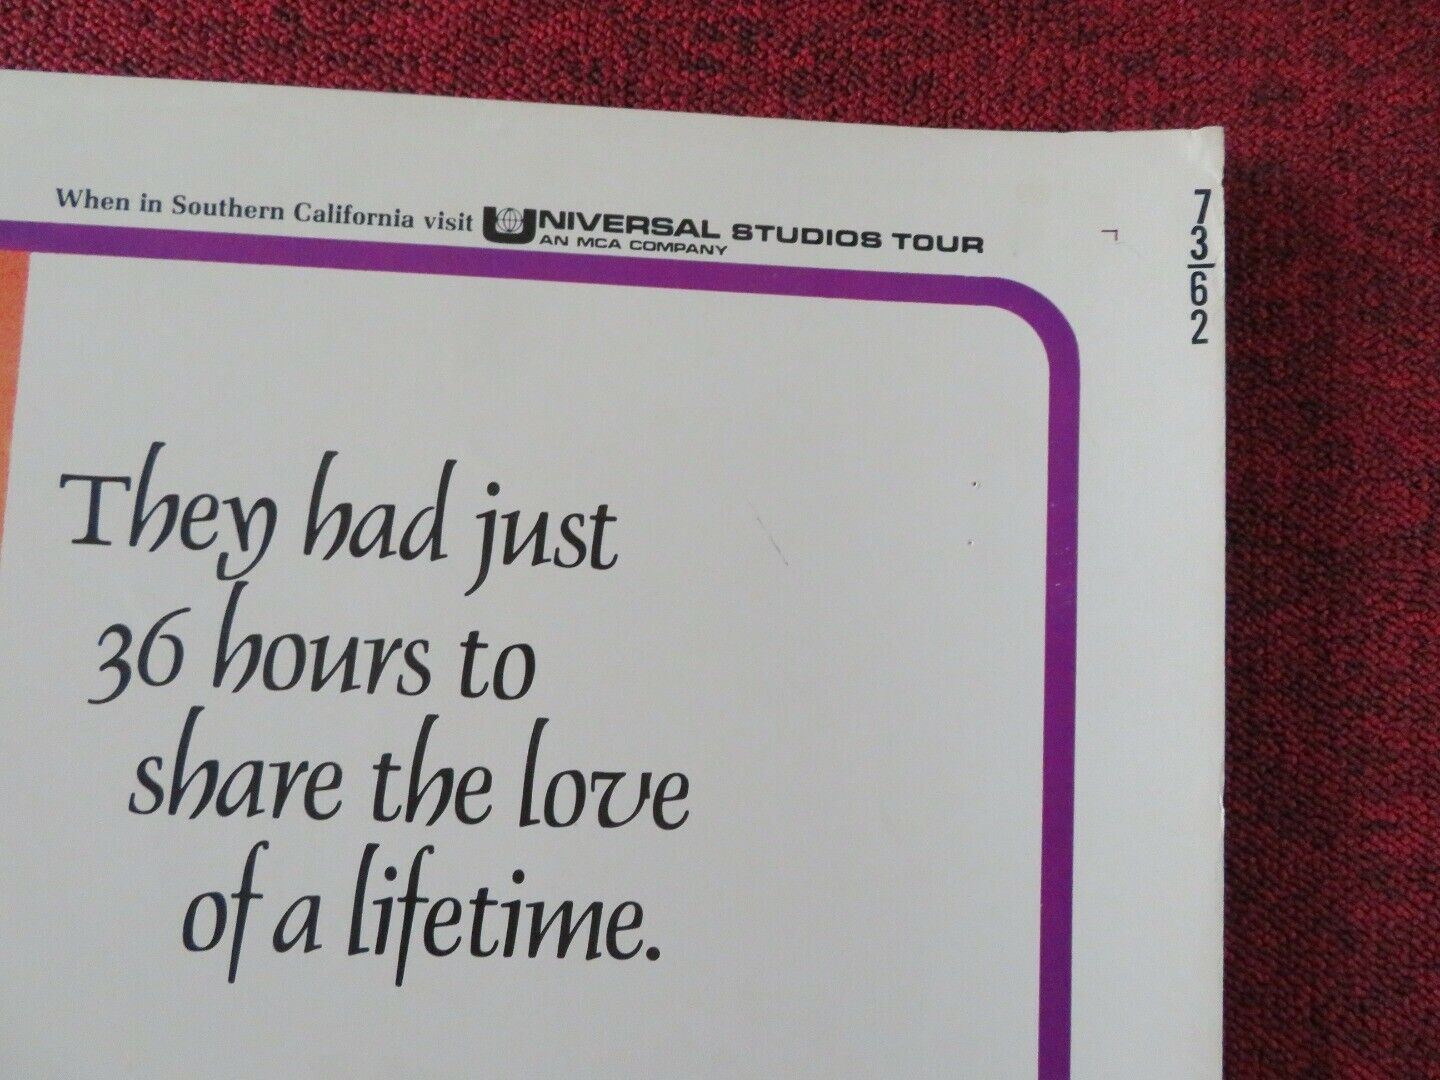 When in Southern California visit UNIVERSAL STUDIOS TOUR
AN MCA COMPANY
73/62
They had just
36 hours to
share the love
of a lifetime.